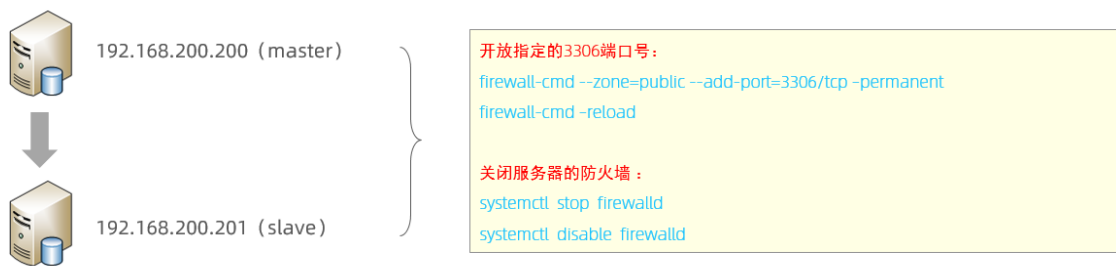 192.168.200.200（master）
192.168.200.201（slave）
开放指定的3306端口号：
firewall-cmd --zone=public --add-port=3306/tcp –permanent
firewall-cmd –reload
关闭服务器的防火墙：
systemctl stop firewalld
systemctl disable firewalld